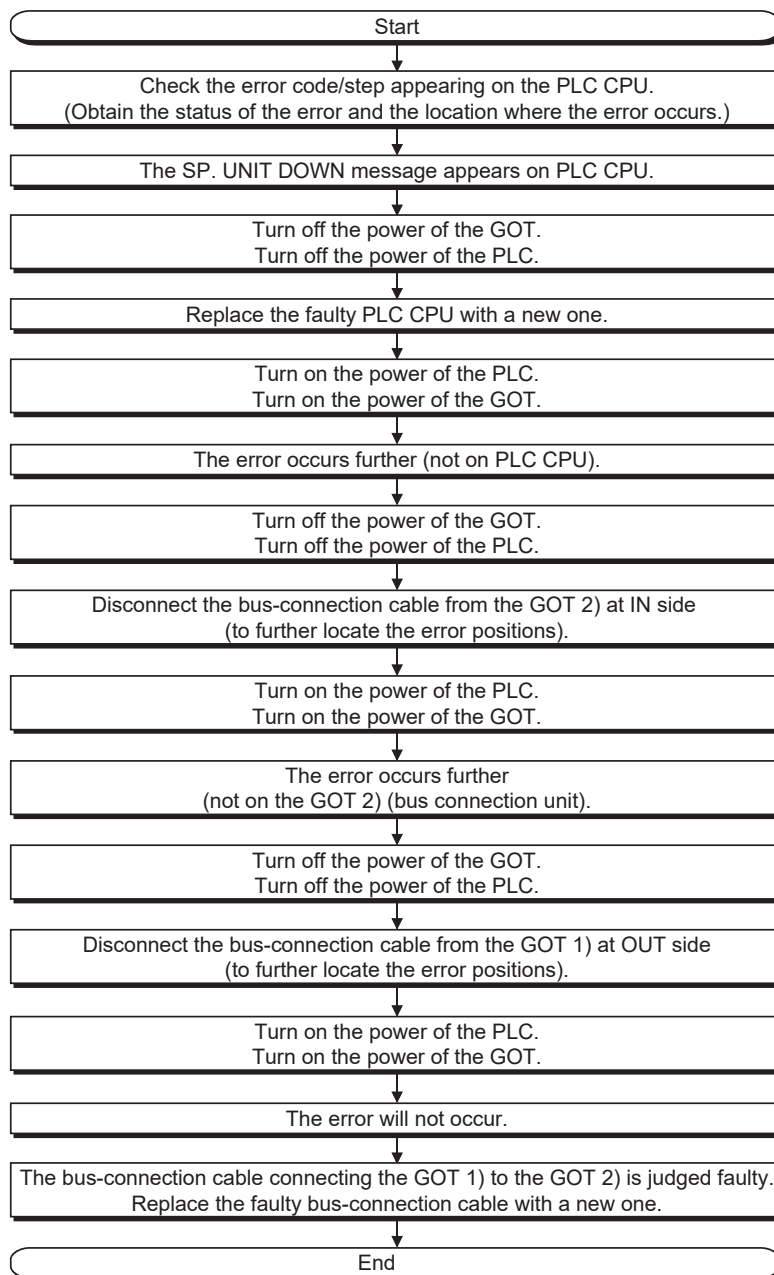 Start
Check the error code/step appearing on the PLC CPU.
(Obtain the status of the error and the location where the error occurs.)
The SP. UNIT DOWN message appears on PLC CPU.
Turn off the power of the GOT.
Turn off the power of the PLC.
Replace the faulty PLC CPU with a new one.
Turn on the power of the PLC.
Turn on the power of the GOT.
The error occurs further (not on PLC CPU).
Turn off the power of the GOT.
Turn off the power of the PLC.
Disconnect the bus-connection cable from the GOT 2) at IN side
(to further locate the error positions).
Turn on the power of the PLC.
Turn on the power of the GOT.
The error occurs further
(not on the GOT 2) (bus connection unit).
Turn off the power of the GOT.
Turn off the power of the PLC.
Disconnect the bus-connection cable from the GOT 1) at OUT side
(to further locate the error positions).
Turn on the power of the PLC.
Turn on the power of the GOT.
The error will not occur.
The bus-connection cable connecting the GOT 1) to the GOT 2) is judged faulty.
Replace the faulty bus-connection cable with a new one.
End